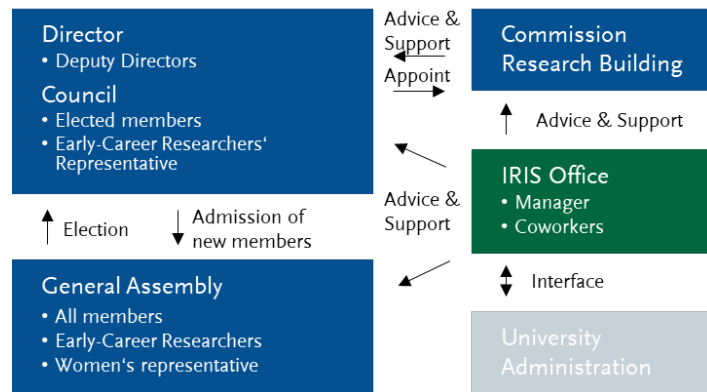 Director
• Deputy Directors
Council
• Elected members
• Early-Career Researchers‘
Representative
Advice &
Support
Appoint
Commission
Research Building
Advice & Support
IRIS Office
• Manager
• Coworkers
Advice &
Support
Election
Admission of
new members
Interface
General Assembly
• All members
• Early-Career Researchers
• Women‘s representative
University
Administration